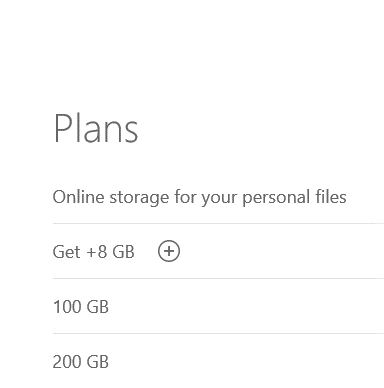 Plans
Online storage for your personal files
Get +8 GB
100 GB
200 GB